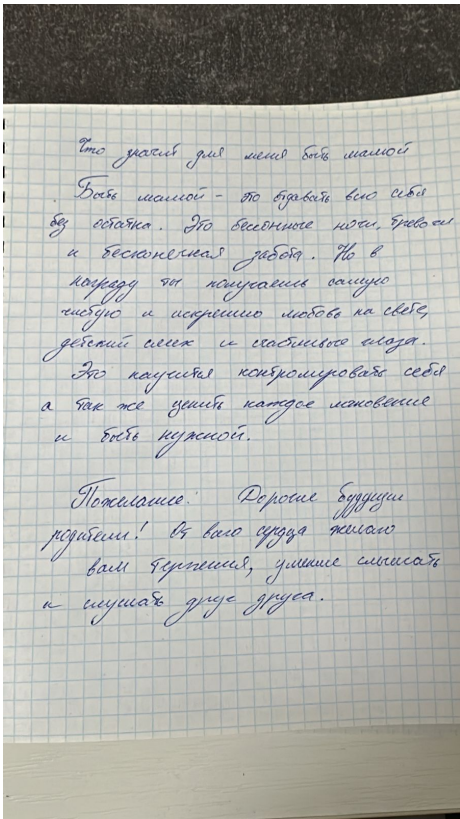 Что значит для меня быть мамой
Быть мамой – это отдавать всю себя
без остатка. Это бессонные ночи, тревоги
и бесконечная забота. Но в
награду ты получаешь самую
чистую и искреннюю любовь на свете,
детский смех и счастливые глаза.
Это научится контролировать себя
а так же ценить каждое мгновение
и быть нужной.
Пожелание: Дорогие будущие
родители! От всего сердца желаю
вам терпения, умение слышать
и слушать друг друга.